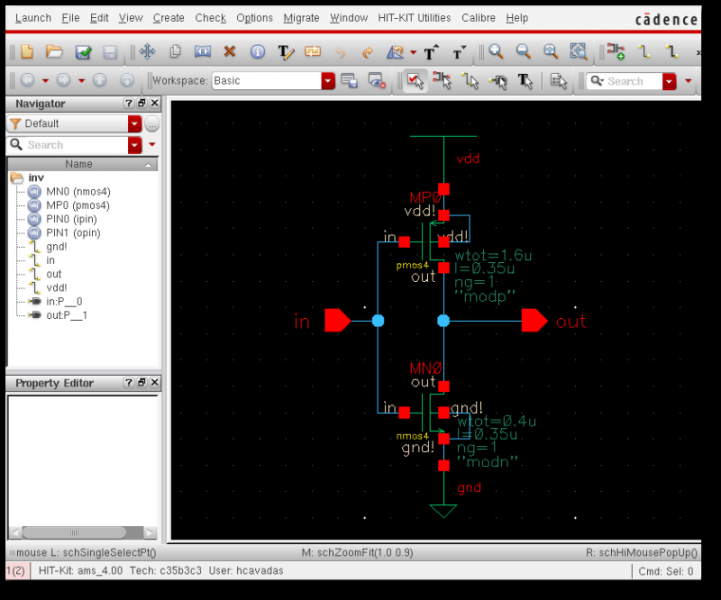 Launch File Edit View Create Check Options Migrate Window HIT-KIT Utilities Calibre Help cādence
Workspace: Basic Search
Navigator
Default
Search
Name
inv
MN0 (nmos4)
MP0 (pmos4)
PIN0 (ipin)
PIN1 (opin)
gnd!
in
out
vdd!
in:P__0
out:P__1
Property Editor
vdd
MP0
vdd!
in vdd!
wtot=1.6u
pmos4 l=0.35u
out ng=1
"modp"
in out
MN0
out
in gnd!
wtot=0.4u
nmos4 l=0.35u
gnd! ng=1
"modn"
gnd
mouse L: schSingleSelectPt() M: schZoomFit(1.0 0.9) R: schHiMousePopUp()
1(2) HIT-Kit: ams_4.00 Tech: c35b3c3 User: hcavadas Cmd: Sel: 0